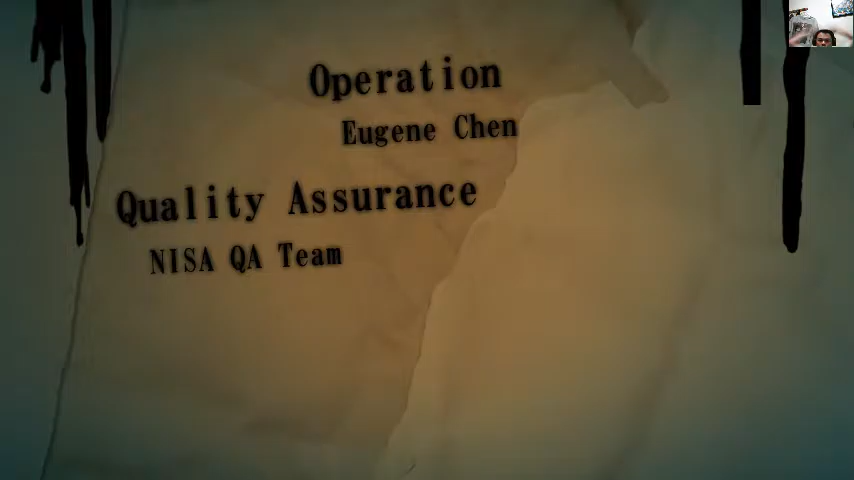 Operation
Eugene Chen
Quality Assurance
NISA QA Team